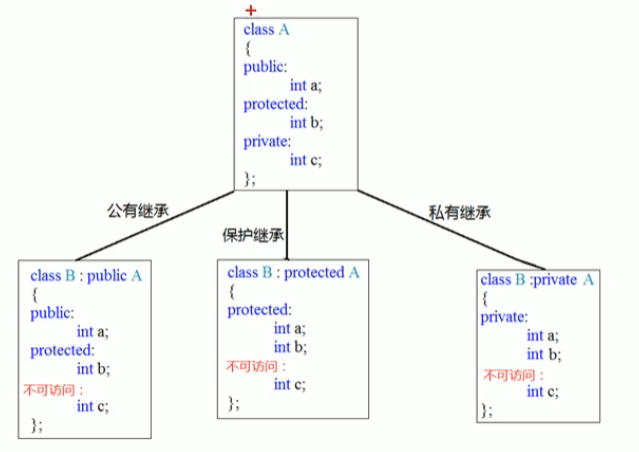 class A
{
public:
int a;
protected:
int b;
private:
int c;
};
公有继承
保护继承
私有继承
class B : public A
{
public:
int a;
protected:
int b;
不可访问：
int c;
};
class B : protected A
{
protected:
int a;
int b;
不可访问：
int c;
};
class B :private A
{
private:
int a;
int b;
不可访问：
int c;
};